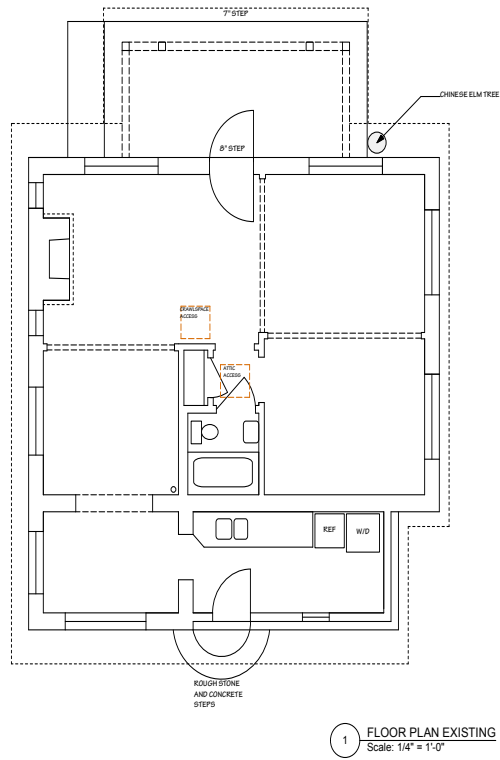 7" STEP
CHINESE ELM TREE
8" STEP
CRAWLSPACE
ACCESS
ATTIC
ACCESS
REF
W/D
ROUGH STONE
AND CONCRETE
STEPS
1
FLOOR PLAN EXISTING
Scale: 1/4" = 1'-0"